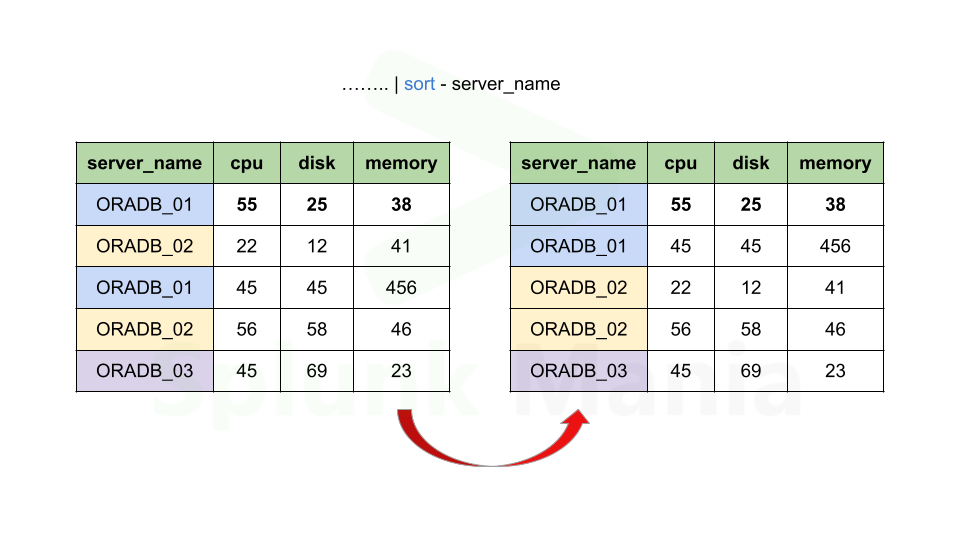 …….. | sort - server_name
server_name cpu disk memory
ORADB_01 55 25 38
ORADB_02 22 12 41
ORADB_01 45 45 456
ORADB_02 56 58 46
ORADB_03 45 69 23
server_name cpu disk memory
ORADB_01 55 25 38
ORADB_01 45 45 456
ORADB_02 22 12 41
ORADB_02 56 58 46
ORADB_03 45 69 23
Splunk Mania